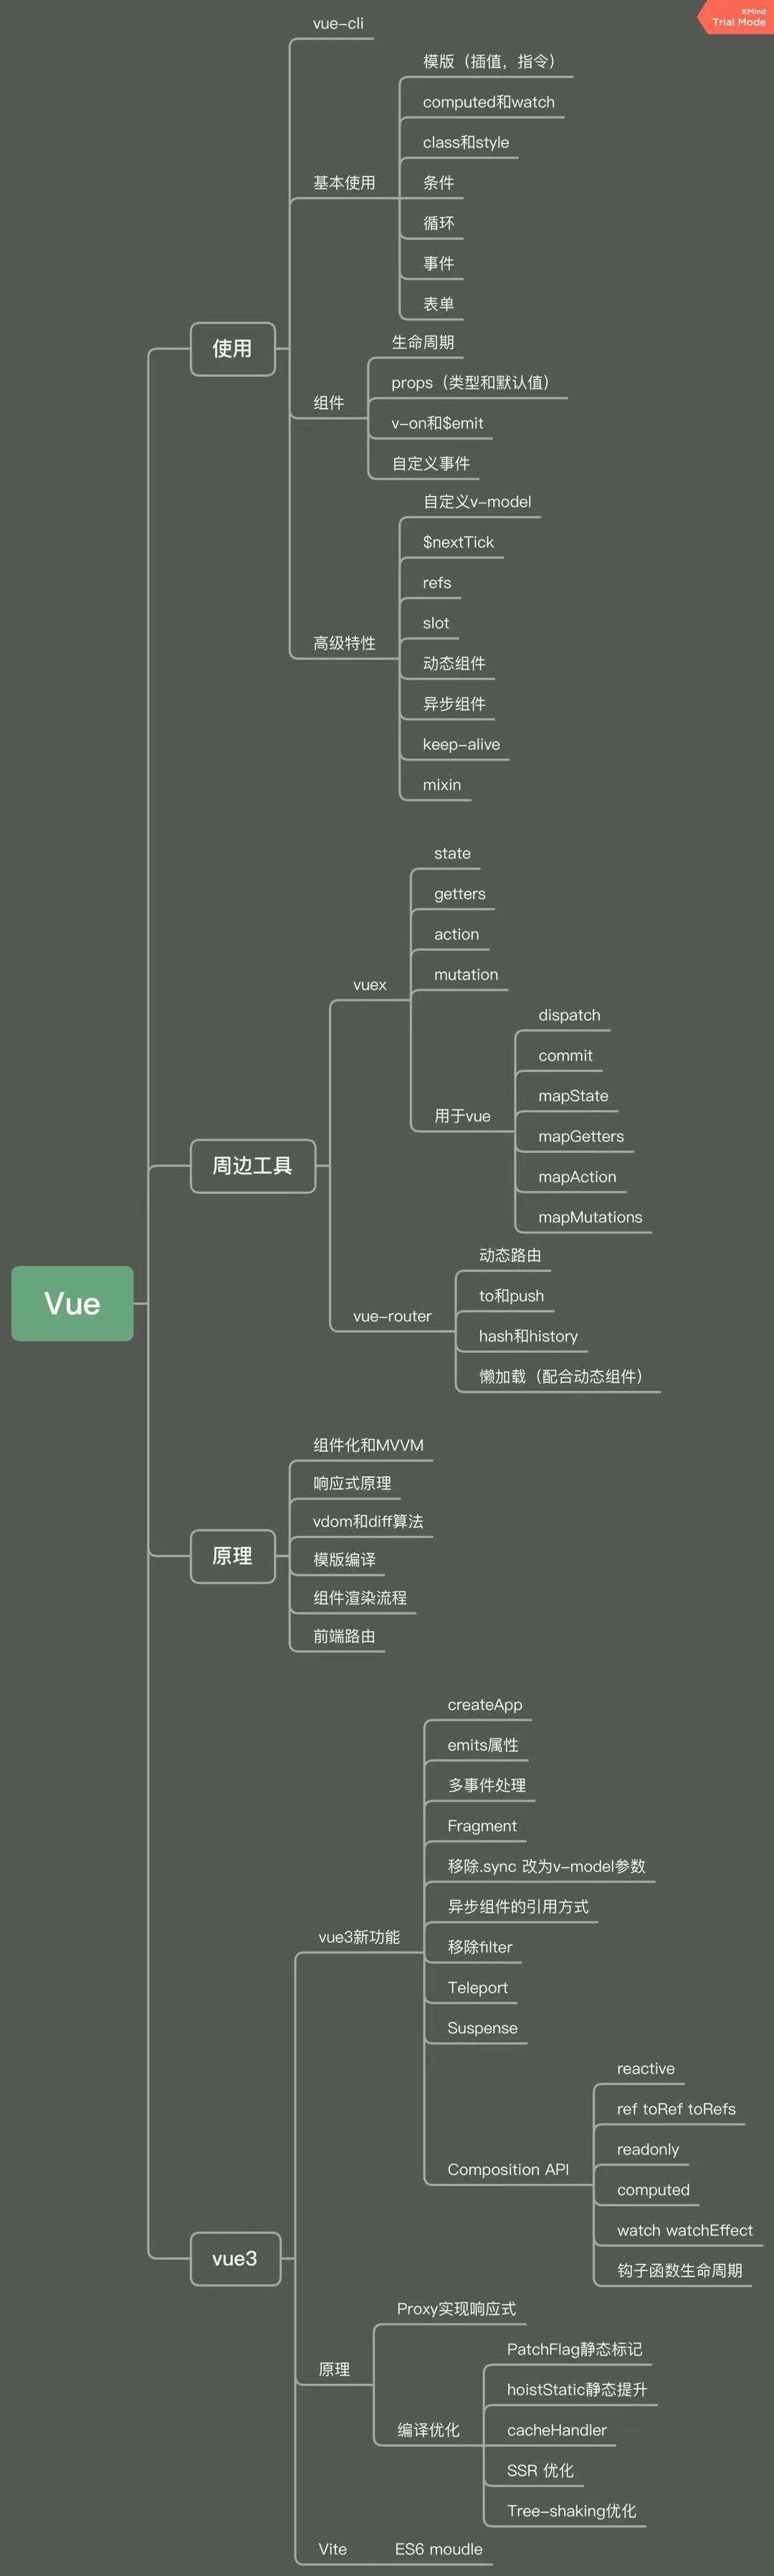 XMind
Trial Mode
vue-cli
模版（插值，指令）
computed和watch
class和style
基本使用
条件
循环
事件
表单
使用
生命周期
props（类型和默认值）
组件
v-on和$emit
自定义事件
自定义v-model
$nextTick
refs
slot
高级特性
动态组件
异步组件
keep-alive
mixin
state
getters
action
mutation
vuex
dispatch
commit
mapState
用于vue
mapGetters
mapAction
mapMutations
周边工具
动态路由
to和push
vue-router
hash和history
懒加载（配合动态组件）
Vue
组件化和MVVM
响应式原理
vdom和diff算法
原理
模版编译
组件渲染流程
前端路由
createApp
emits属性
多事件处理
Fragment
移除.sync 改为v-model参数
异步组件的引用方式
vue3新功能
移除filter
Teleport
Suspense
reactive
ref toRef toRefs
readonly
Composition API
computed
watch watchEffect
钩子函数生命周期
vue3
Proxy实现响应式
原理
PatchFlag静态标记
hoistStatic静态提升
编译优化
cacheHandler
SSR 优化
Tree-shaking优化
Vite
ES6 moudle